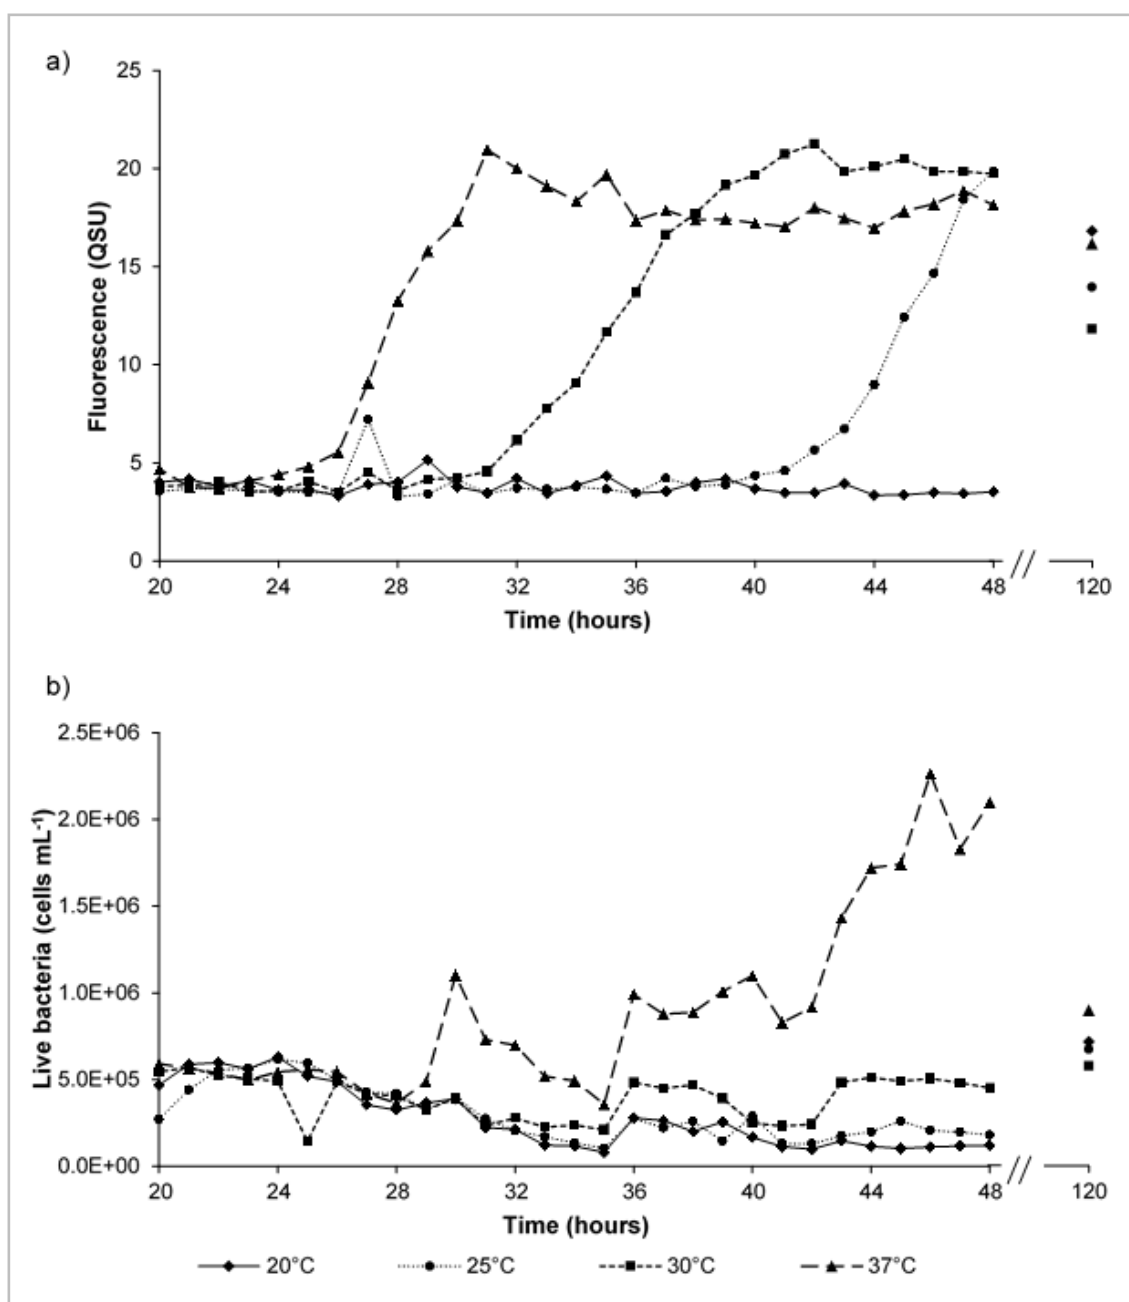 a)
Fluorescence (QSU)
25
20
15
10
5
0
20 24 28 32 36 40 44 48 // 120
Time (hours)
b)
Live bacteria (cells mL⁻¹)
2.5E+06
2.0E+06
1.5E+06
1.0E+06
5.0E+05
0.0E+00
20 24 28 32 36 40 44 48 // 120
Time (hours)
20°C 25°C 30°C 37°C